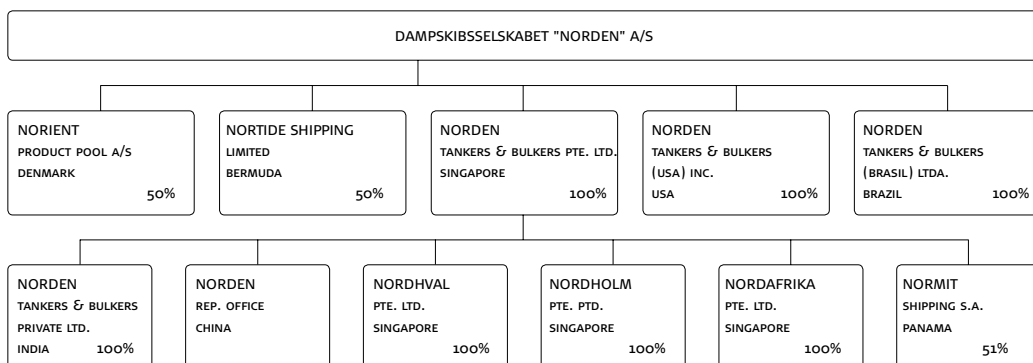 DAMPSKIBSSELSKABET "NORDEN" A/S
NORIENT
PRODUCT POOL A/S
DENMARK
50%
NORTIDE SHIPPING
LIMITED
BERMUDA
50%
NORDEN
TANKERS & BULKERS PTE. LTD.
SINGAPORE
100%
NORDEN
TANKERS & BULKERS
(USA) INC.
USA 100%
NORDEN
TANKERS & BULKERS
(BRASIL) LTDA.
BRAZIL 100%
NORDEN
TANKERS & BULKERS
PRIVATE LTD.
INDIA 100%
NORDEN
REP. OFFICE
CHINA
NORDHVAL
PTE. LTD.
SINGAPORE
100%
NORDHOLM
PTE. PTD.
SINGAPORE
100%
NORDAFRIKA
PTE. LTD.
SINGAPORE
100%
NORMIT
SHIPPING S.A.
PANAMA
51%